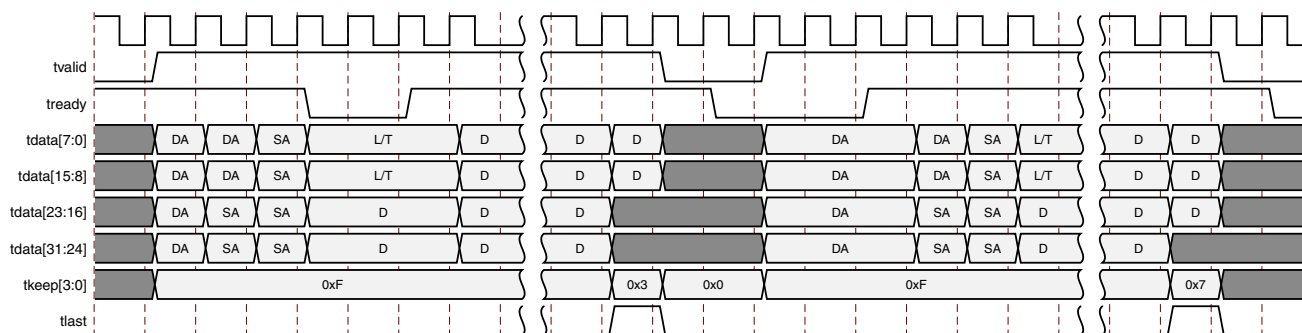 tvalid
tready
tdata[7:0] DA DA SA L/T D D D DA DA SA L/T D D
tdata[15:8] DA DA SA L/T D D D DA DA SA L/T D D
tdata[23:16] DA SA SA D D D DA SA SA D D D
tdata[31:24] DA SA SA D D D DA SA SA D D
tkeep[3:0] 0xF 0x3 0x0 0xF 0x7
tlast